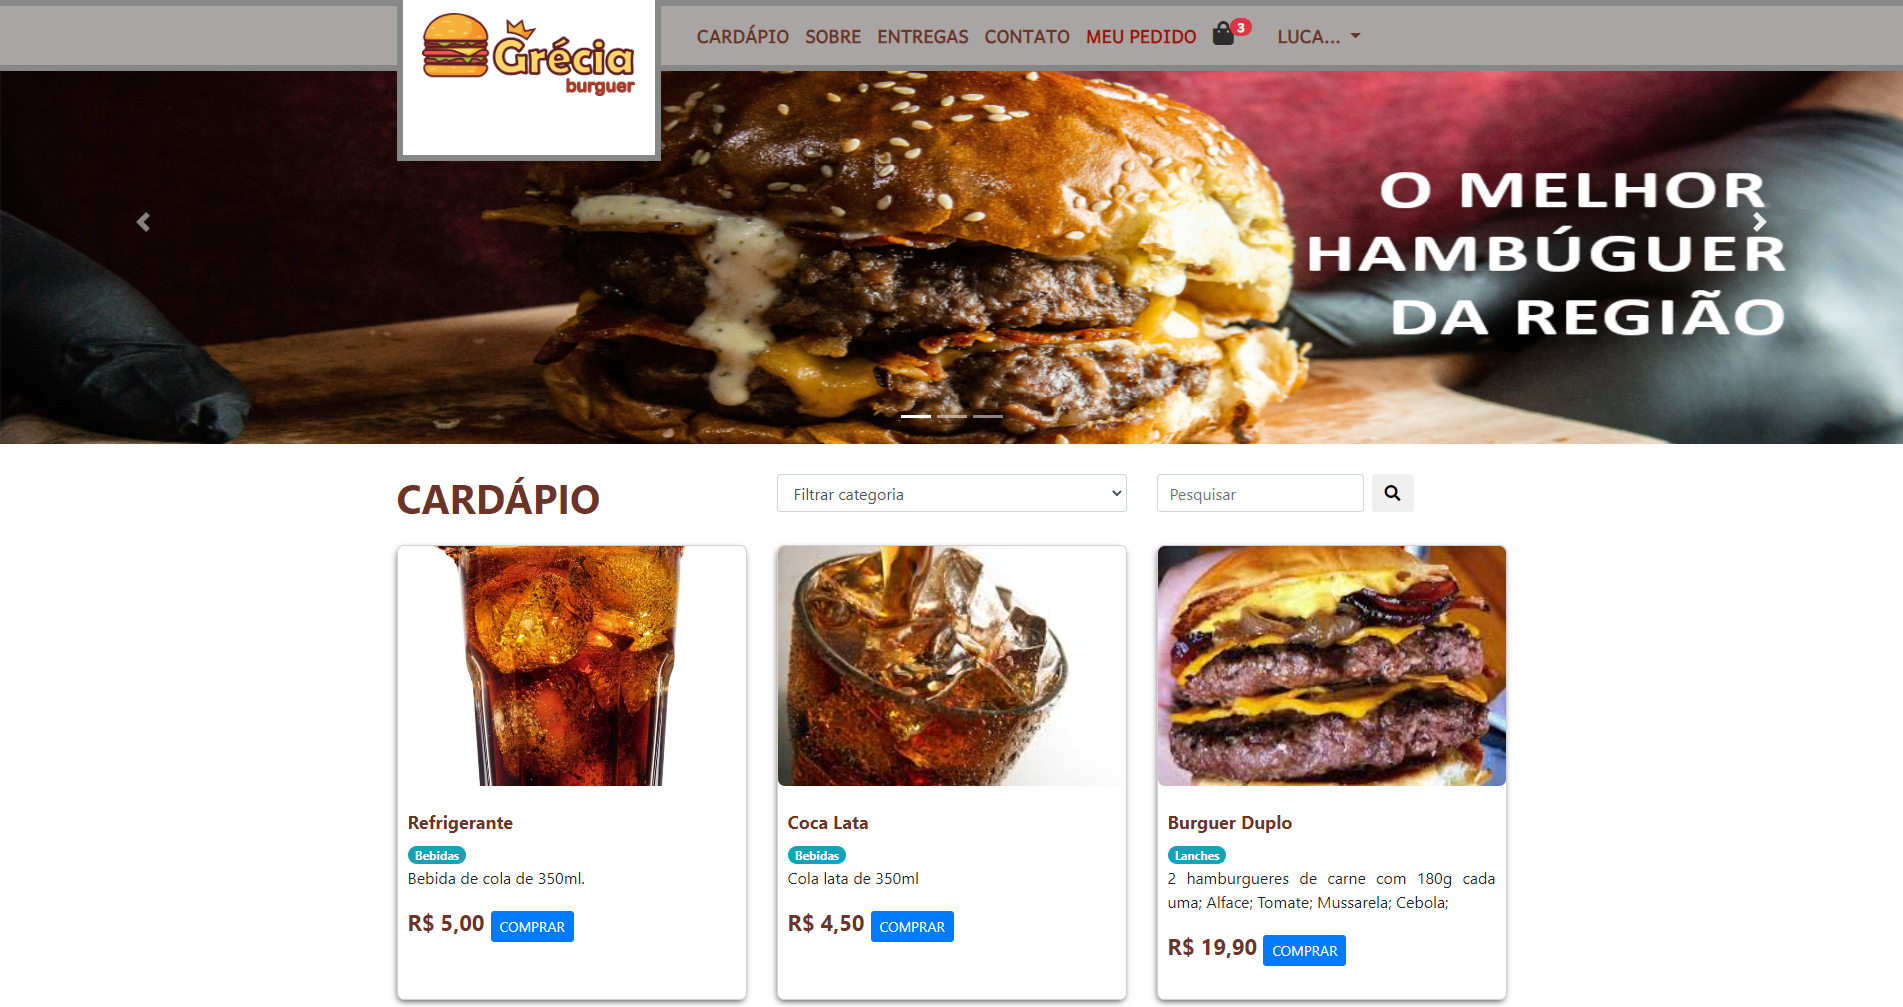 Grécia
burguer
CARDÁPIO SOBRE ENTREGAS CONTATO MEU PEDIDO 3 LUCA...
O MELHOR
HAMBÚGUER
DA REGIÃO
CARDÁPIO
Filtrar categoria
Pesquisar
Refrigerante
Bebidas
Bebida de cola de 350ml.
R$ 5,00 COMPRAR
Coca Lata
Bebidas
Cola lata de 350ml
R$ 4,50 COMPRAR
Burguer Duplo
Lanches
2 hamburgueres de carne com 180g cada
uma; Alface; Tomate; Mussarela; Cebola;
R$ 19,90 COMPRAR